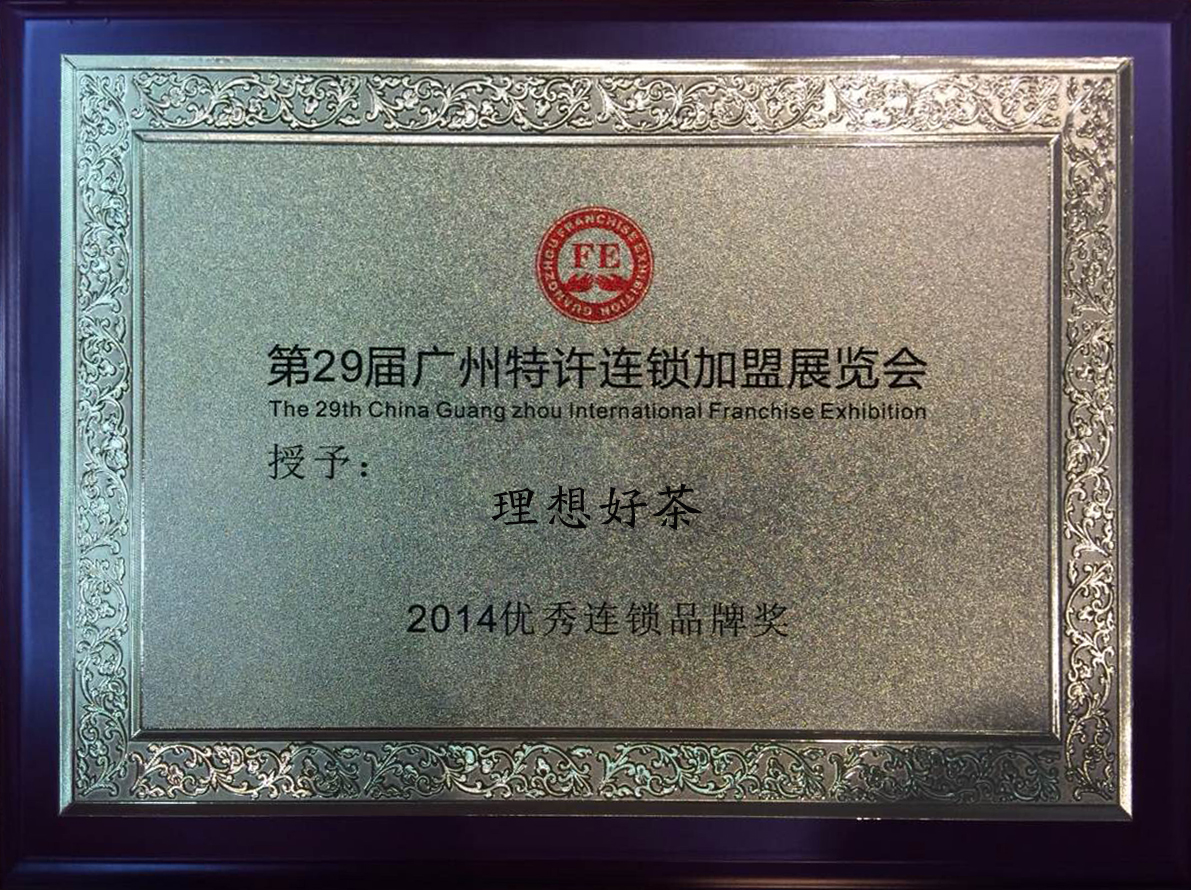 GUANGZHOU FRANCHISE EXHIBITION
FE
第29届广州特许连锁加盟展览会
The 29th China Guang zhou International Franchise Exhibition
授予：
理想好茶
2014优秀连锁品牌奖